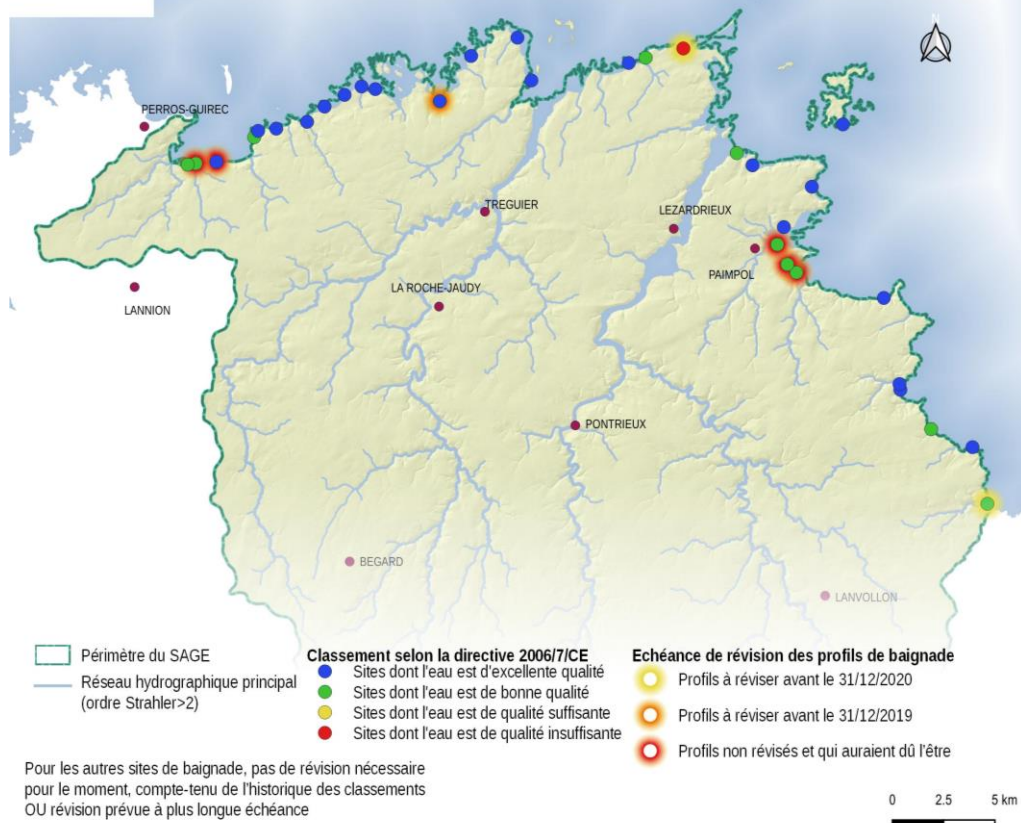 N
PERROS-GUIREC
TREGUIER
LEZARDRIEUX
PAIMPOL
LA ROCHE-JAUDY
LANNION
PONTRIEUX
BEGARD
LANVOLLON
Périmètre du SAGE
Réseau hydrographique principal
(ordre Strahler>2)
Classement selon la directive 2006/7/CE
Sites dont l'eau est d'excellente qualité
Sites dont l'eau est de bonne qualité
Sites dont l'eau est de qualité suffisante
Sites dont l'eau est de qualité insuffisante
Echéance de révision des profils de baignade
Profils à réviser avant le 31/12/2020
Profils à réviser avant le 31/12/2019
Profils non révisés et qui auraient dû l'être
Pour les autres sites de baignade, pas de révision nécessaire
pour le moment, compte-tenu de l'historique des classements
OU révision prévue à plus longue échéance
0 2.5 5 km